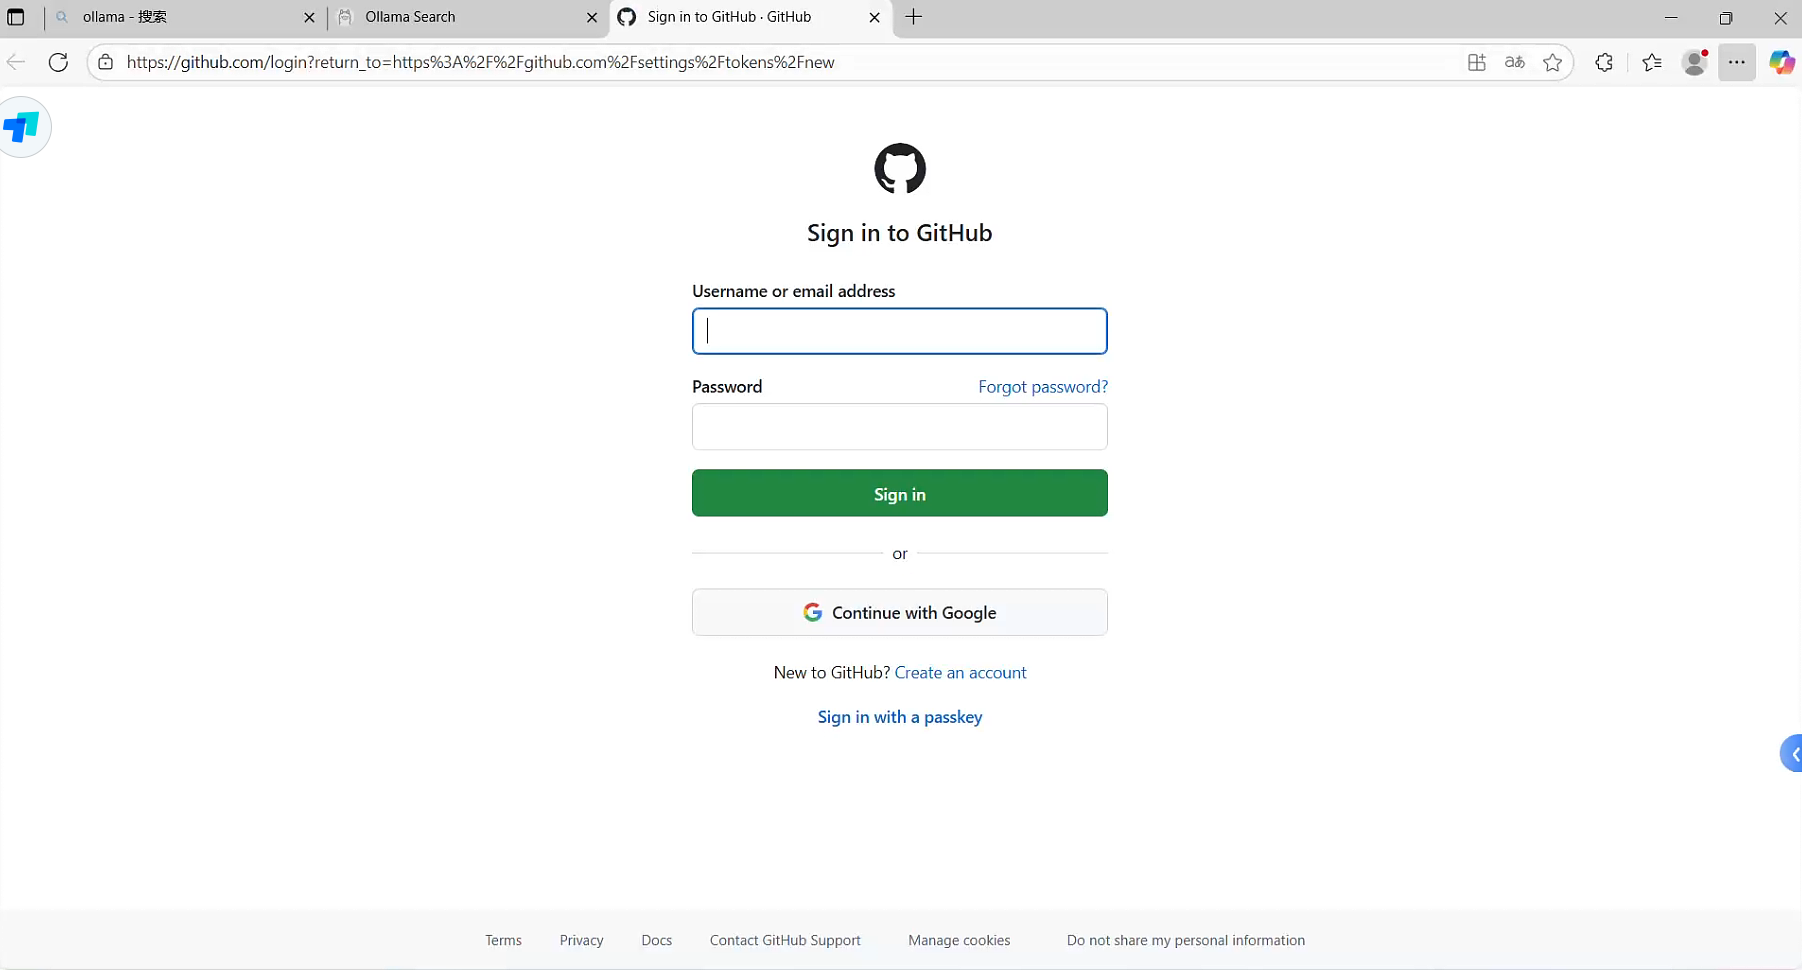 ollama - 搜索
Ollama Search
Sign in to GitHub · GitHub
https://github.com/login?return_to=https%3A%2F%2Fgithub.com%2Fsettings%2Ftokens%2Fnew
aあ
Sign in to GitHub
Username or email address
Password
Forgot password?
Sign in
or
Continue with Google
New to GitHub? Create an account
Sign in with a passkey
Terms
Privacy
Docs
Contact GitHub Support
Manage cookies
Do not share my personal information